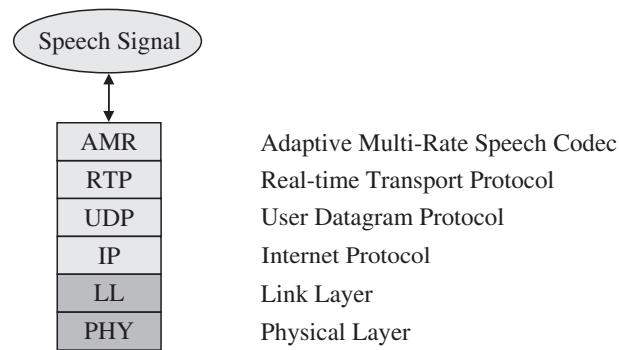 Speech Signal
AMR Adaptive Multi-Rate Speech Codec
RTP Real-time Transport Protocol
UDP User Datagram Protocol
IP Internet Protocol
LL Link Layer
PHY Physical Layer